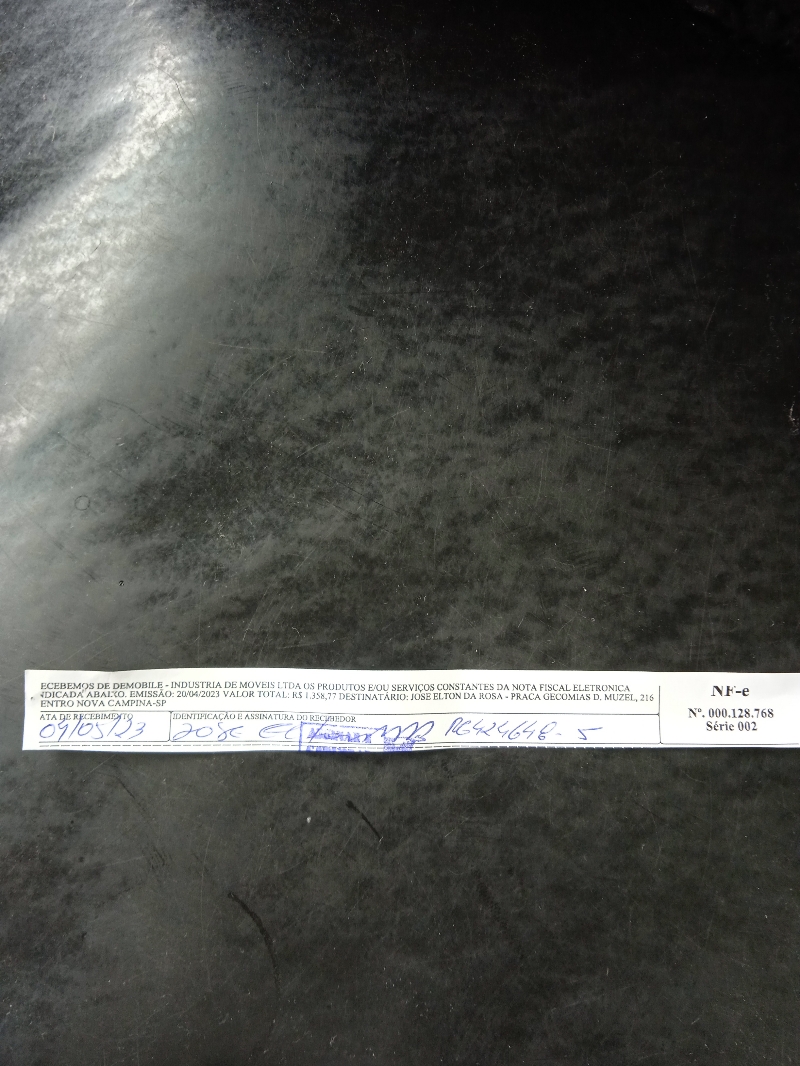 ECEBEMOS DE DEMOBILE - INDUSTRIA DE MOVEIS LTDA OS PRODUTOS E/OU SERVIÇOS CONSTANTES DA NOTA FISCAL ELETRONICA
NDICADA ABAIXO. EMISSÃO: 20/04/2023 VALOR TOTAL: R$ 1.358,77 DESTINATÁRIO: JOSE ELTON DA ROSA - PRACA GECOMIAS D. MUZEL, 216
ENTRO NOVA CAMPINA-SP
ATA DE RECEBIMENTO
09/05/23
IDENTIFICAÇÃO E ASSINATURA DO RECEBEDOR
JOSE
RG424648-5
NF-e
Nº. 000.128.768
Série 002